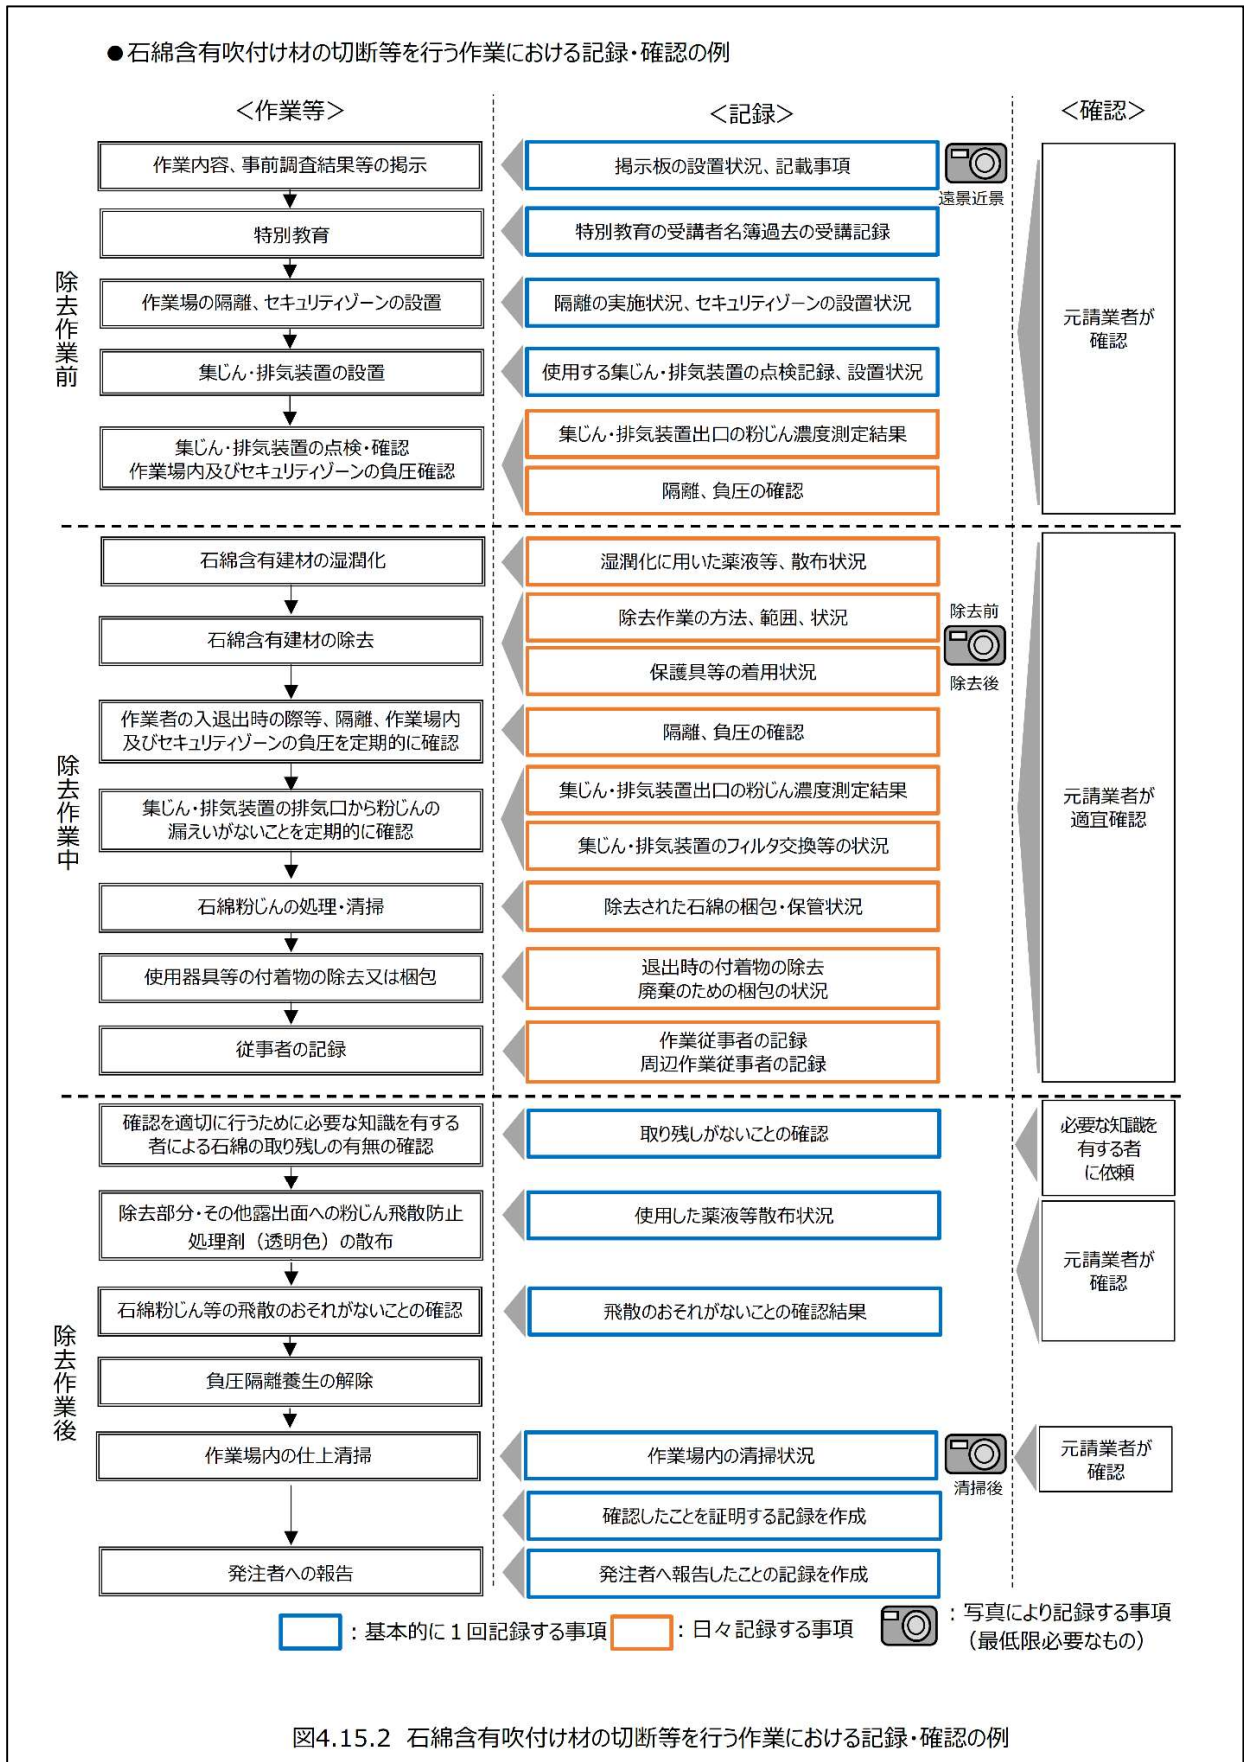 ●石綿含有吹付け材の切断等を行う作業における記録・確認の例
＜作業等＞
＜記録＞
＜確認＞
除去作業前
作業内容、事前調査結果等の掲示
掲示板の設置状況、記載事項
遠景近景
特別教育
特別教育の受講者名簿過去の受講記録
作業場の隔離、セキュリティゾーンの設置
隔離の実施状況、セキュリティゾーンの設置状況
集じん・排気装置の設置
使用する集じん・排気装置の点検記録、設置状況
集じん・排気装置の点検・確認
作業場内及びセキュリティゾーンの負圧確認
集じん・排気装置出口の粉じん濃度測定結果
隔離、負圧の確認
元請業者が
確認
除去作業中
石綿含有建材の湿潤化
湿潤化に用いた薬液等、散布状況
石綿含有建材の除去
除去作業の方法、範囲、状況
保護具等の着用状況
除去前
除去後
作業者の入退出時の際等、隔離、作業場内
及びセキュリティゾーンの負圧を定期的に確認
隔離、負圧の確認
集じん・排気装置の排気口から粉じんの
漏えいがないことを定期的に確認
集じん・排気装置出口の粉じん濃度測定結果
集じん・排気装置のフィルタ交換等の状況
石綿粉じんの処理・清掃
除去された石綿の梱包・保管状況
使用器具等の付着物の除去又は梱包
退出時の付着物の除去
廃棄のための梱包の状況
従事者の記録
作業従事者の記録
周辺作業従事者の記録
元請業者が
適宜確認
除去作業後
確認を適切に行うために必要な知識を有する
者による石綿の取り残しの有無の確認
取り残しがないことの確認
必要な知識を
有する者
に依頼
除去部分・その他露出面への粉じん飛散防止
処理剤（透明色）の散布
使用した薬液等散布状況
元請業者が
確認
石綿粉じん等の飛散のおそれがないことの確認
飛散のおそれがないことの確認結果
負圧隔離養生の解除
作業場内の仕上清掃
作業場内の清掃状況
清掃後
元請業者が
確認
確認したことを証明する記録を作成
発注者への報告
発注者へ報告したことの記録を作成
：基本的に１回記録する事項
：日々記録する事項
：写真により記録する事項
（最低限必要なもの）
図4.15.2 石綿含有吹付け材の切断等を行う作業における記録・確認の例